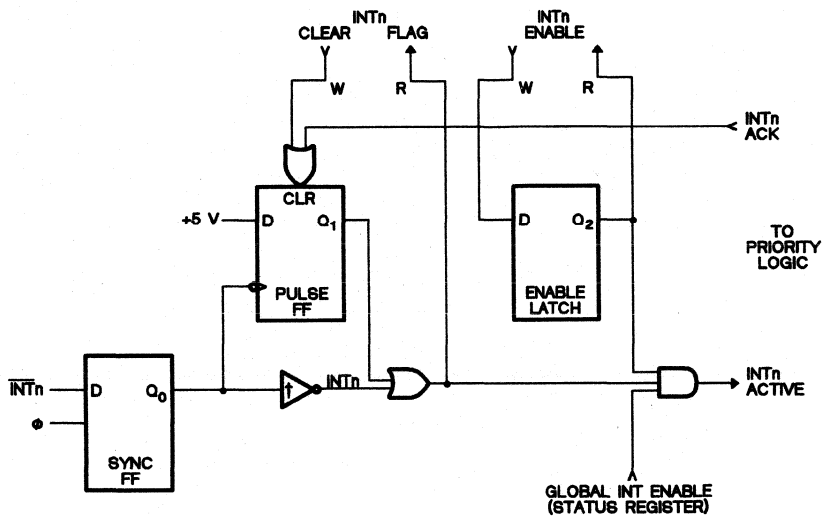 INTn
CLEAR FLAG
W R
INTn
ENABLE
W R
INTn
ACK
CLR
+5 V D Q1
PULSE
FF
D Q2
ENABLE
LATCH
TO
PRIORITY
LOGIC
INTn D Q0
φ
SYNC
FF
†
INTn
INTn
ACTIVE
GLOBAL INT ENABLE
(STATUS REGISTER)